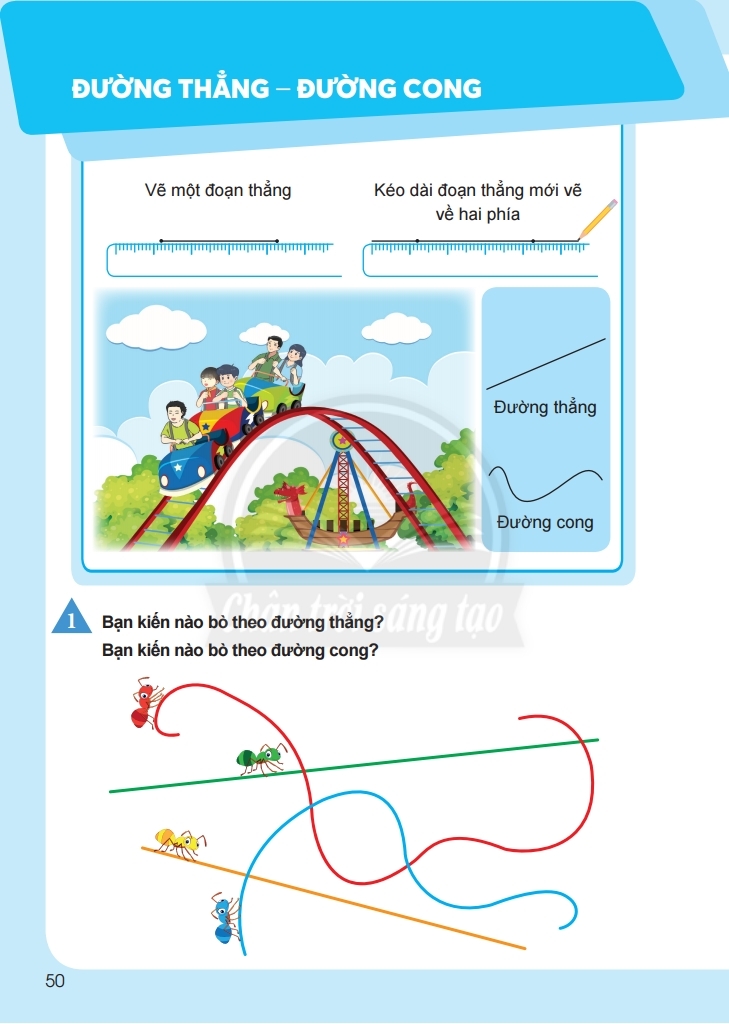 ĐƯỜNG THẲNG – ĐƯỜNG CONG
Vẽ một đoạn thẳng
Kéo dài đoạn thẳng mới vẽ
về hai phía
Đường thẳng
Đường cong
Chân trời sáng tạo
1
Bạn kiến nào bò theo đường thẳng?
Bạn kiến nào bò theo đường cong?
50